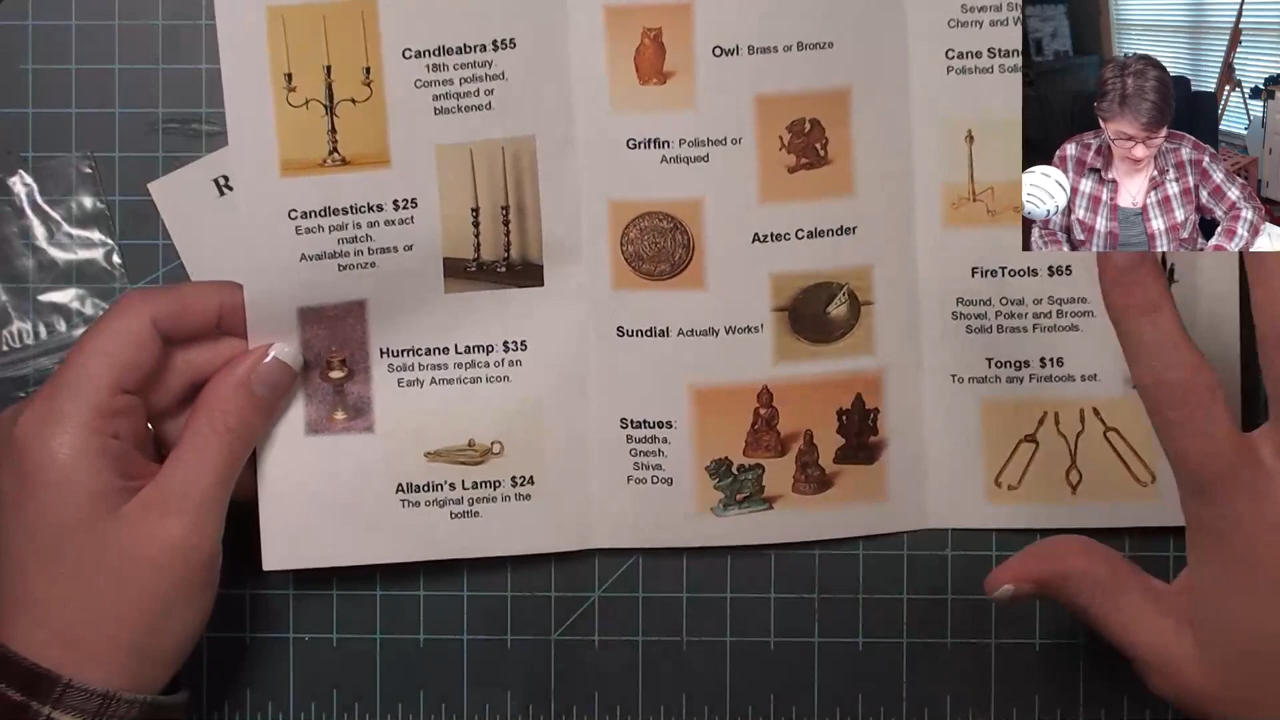 R
Candleabra:$55
18th century.
Comes polished,
antiqued or
blackened.
Candlesticks: $25
Each pair is an exact
match.
Available in brass or
bronze.
Hurricane Lamp: $35
Solid brass replica of an
Early American icon.
Alladin's Lamp: $24
The original genie in the
bottle.
Owl: Brass or Bronze
Griffin: Polished or
Antiqued
Aztec Calender
Sundial: Actually Works!
Statues:
Buddha,
Gnesh,
Shiva,
Foo Dog
Several
Cherry and
Cane
Polished
FireTools: $65
Round, Oval, or Square.
Shovel, Poker and Broom.
Solid Brass Firetools.
Tongs: $16
To match any Firetools set.